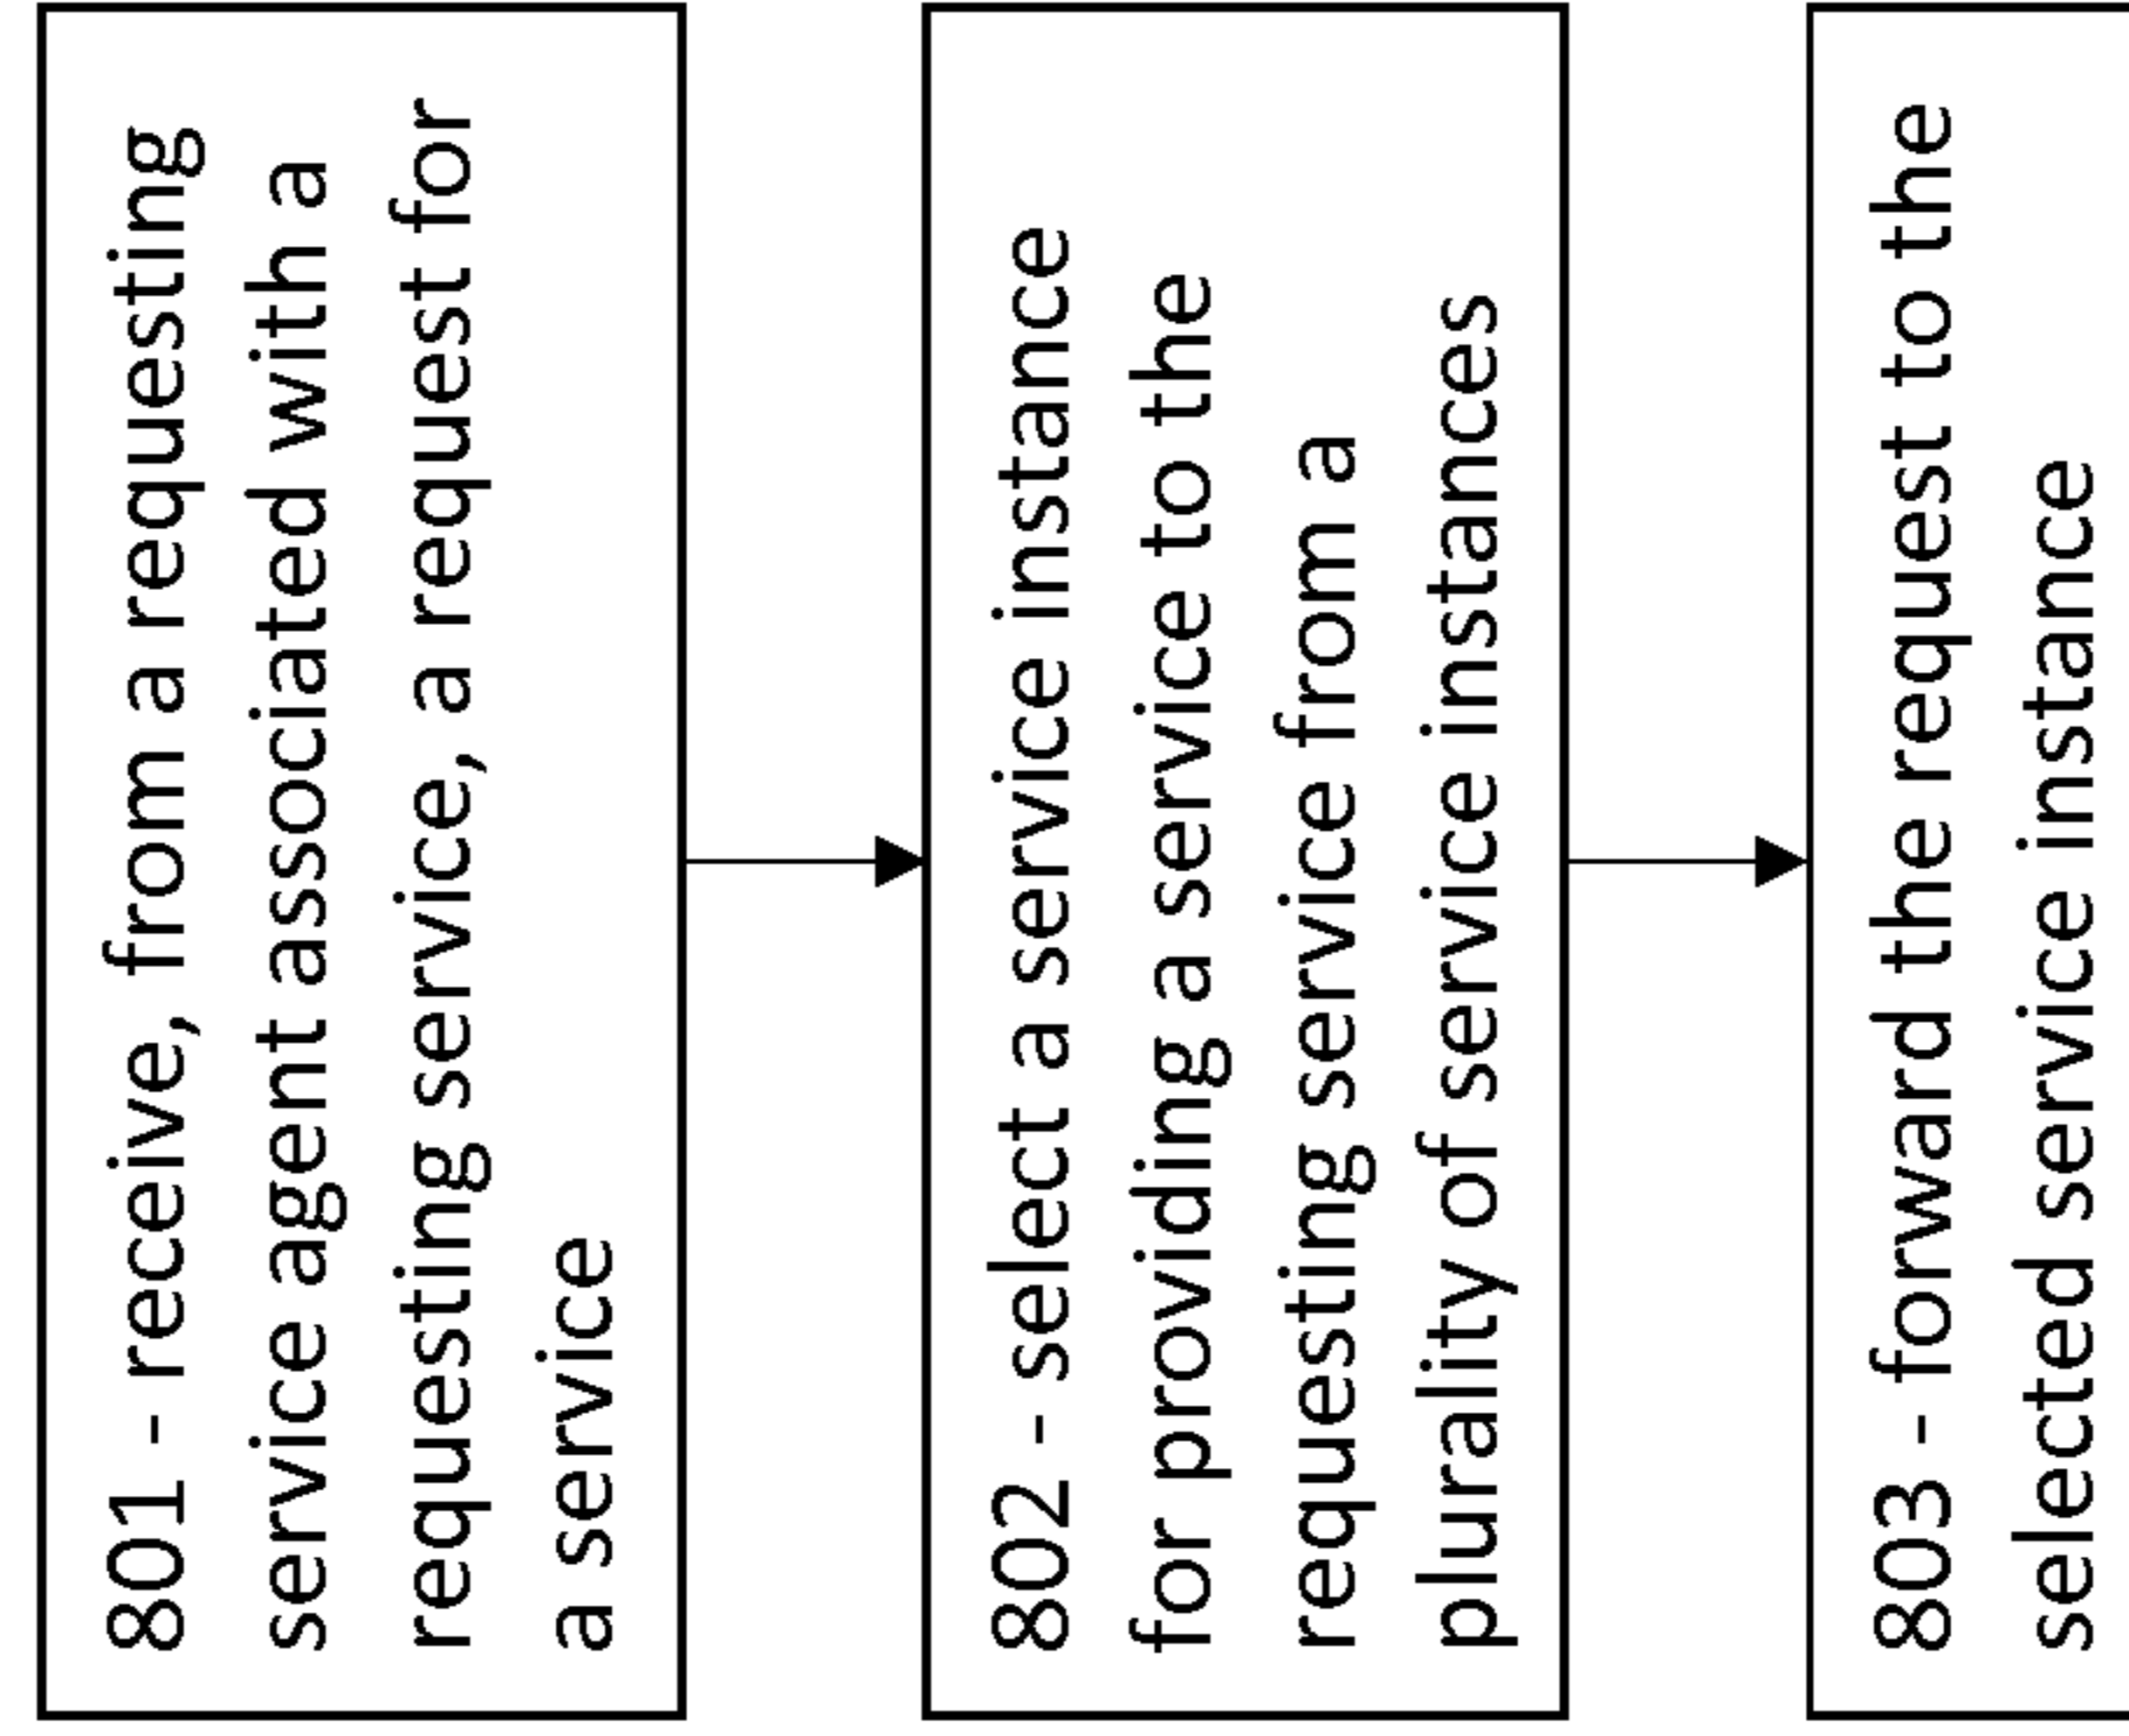 801 - receive, from a requesting
service agent associated with a
requesting service, a request for
a service
802 - select a service instance
for providing a service to the
requesting service from a
plurality of service instances
803 - forward the request to the
selected service instance